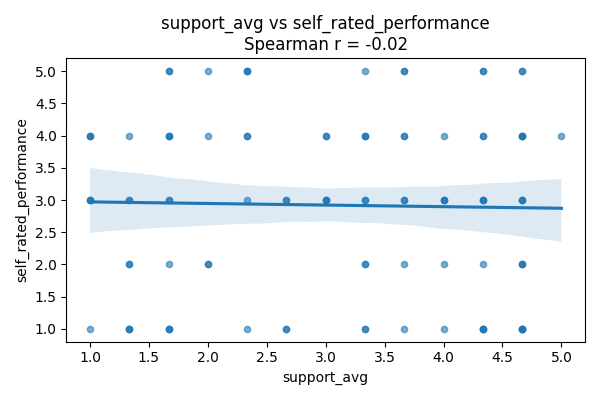 support_avg vs self_rated_performance
Spearman r = -0.02
self_rated_performance
5.0
4.5
4.0
3.5
3.0
2.5
2.0
1.5
1.0
1.0 1.5 2.0 2.5 3.0 3.5 4.0 4.5 5.0
support_avg